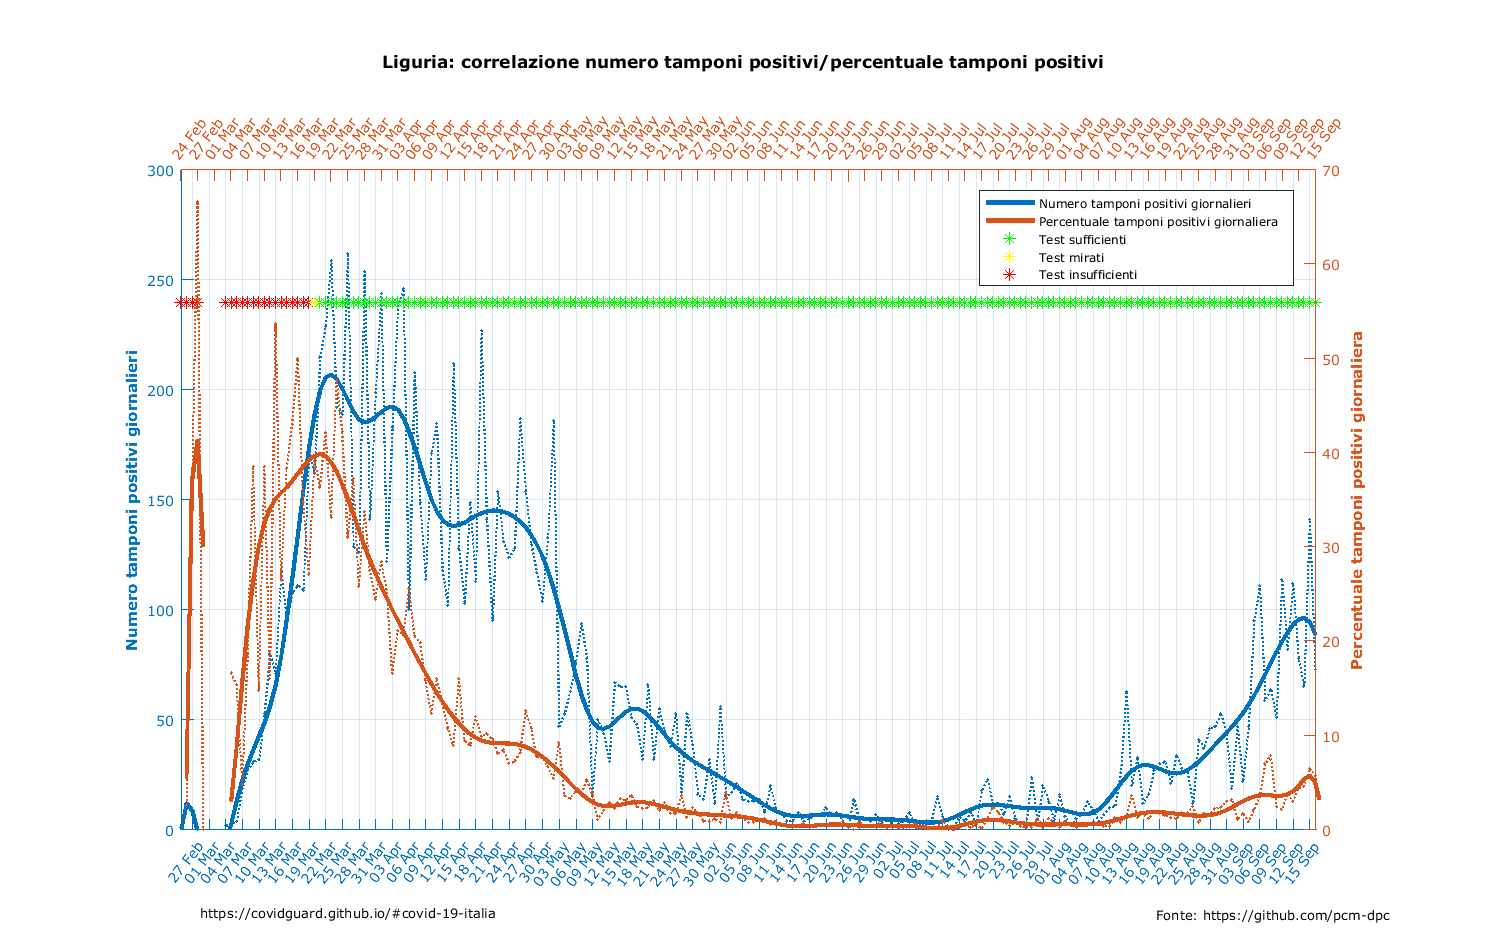 Liguria: correlazione numero tamponi positivi/percentuale tamponi positivi
24 Feb
27 Feb
01 Mar
04 Mar
07 Mar
10 Mar
13 Mar
16 Mar
19 Mar
22 Mar
25 Mar
28 Mar
31 Mar
03 Apr
06 Apr
09 Apr
12 Apr
15 Apr
18 Apr
21 Apr
24 Apr
27 Apr
30 Apr
03 May
06 May
09 May
12 May
15 May
18 May
21 May
24 May
27 May
30 May
02 Jun
05 Jun
08 Jun
11 Jun
14 Jun
17 Jun
20 Jun
23 Jun
26 Jun
29 Jun
02 Jul
05 Jul
08 Jul
11 Jul
14 Jul
17 Jul
20 Jul
23 Jul
26 Jul
29 Jul
01 Aug
04 Aug
07 Aug
10 Aug
13 Aug
16 Aug
19 Aug
22 Aug
25 Aug
28 Aug
31 Aug
03 Sep
06 Sep
09 Sep
12 Sep
15 Sep
Numero tamponi positivi giornalieri
300
250
200
150
100
50
0
Numero tamponi positivi giornalieri
Percentuale tamponi positivi giornaliera
Test sufficienti
Test mirati
Test insufficienti
70
60
50
40
30
20
10
0
Percentuale tamponi positivi giornaliera
27 Feb
01 Mar
04 Mar
07 Mar
10 Mar
13 Mar
16 Mar
19 Mar
22 Mar
25 Mar
28 Mar
31 Mar
03 Apr
06 Apr
09 Apr
12 Apr
15 Apr
18 Apr
21 Apr
24 Apr
27 Apr
30 Apr
03 May
06 May
09 May
12 May
15 May
18 May
21 May
24 May
27 May
30 May
02 Jun
05 Jun
08 Jun
11 Jun
14 Jun
17 Jun
20 Jun
23 Jun
26 Jun
29 Jun
02 Jul
05 Jul
08 Jul
11 Jul
14 Jul
17 Jul
20 Jul
23 Jul
26 Jul
29 Jul
01 Aug
04 Aug
07 Aug
10 Aug
13 Aug
16 Aug
19 Aug
22 Aug
25 Aug
28 Aug
31 Aug
03 Sep
06 Sep
09 Sep
12 Sep
15 Sep
https://covidguard.github.io/#covid-19-italia
Fonte: https://github.com/pcm-dpc